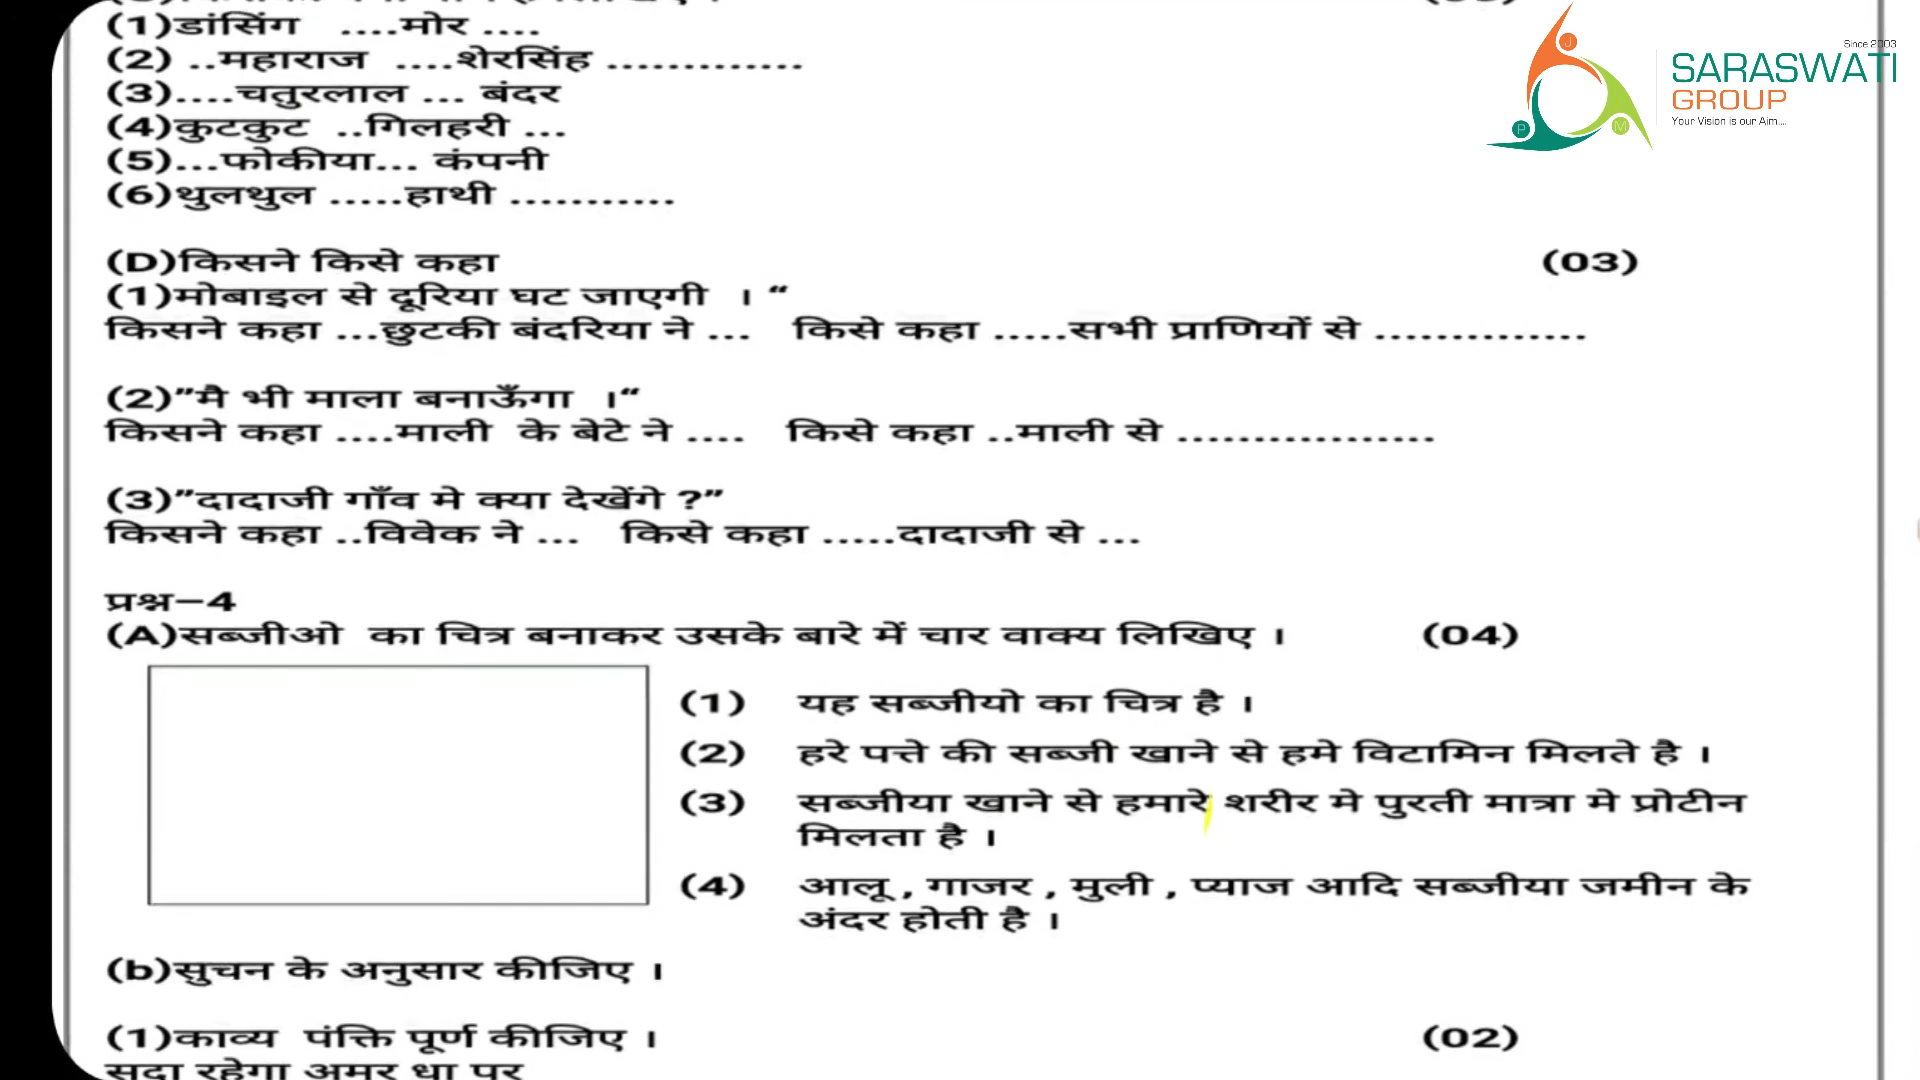 (1)डांसिंग ....मोर ....
(2) ..महाराज ....शेरसिंह .............
(3)....चतुरलाल ... बंदर
(4)कुटकुट ..गिलहरी ...
(5)...फोकीया... कंपनी
(6)थुलथुल .....हाथी ...........
(D)किसने किसे कहा (03)
(1)मोबाइल से दूरिया घट जाएगी । “
किसने कहा ...छुटकी बंदरिया ने ... किसे कहा .....सभी प्राणियों से ..............
(2)”मै भी माला बनाऊँगा ।“
किसने कहा ....माली के बेटे ने .... किसे कहा ..माली से .................
(3)”दादाजी गाँव मे क्या देखेंगे ?”
किसने कहा ..विवेक ने ... किसे कहा .....दादाजी से ...
प्रश्न–4
(A)सब्जीओ का चित्र बनाकर उसके बारे में चार वाक्य लिखिए । (04)
(1) यह सब्जीयो का चित्र है ।
(2) हरे पत्ते की सब्जी खाने से हमे विटामिन मिलते है ।
(3) सब्जीया खाने से हमारे शरीर मे पुरती मात्रा मे प्रोटीन
मिलता है ।
(4) आलू , गाजर , मुली , प्याज आदि सब्जीया जमीन के
अंदर होती है ।
(b)सुचन के अनुसार कीजिए ।
(1)काव्य पंक्ति पूर्ण कीजिए । (02)
सदा रहेगा अमर धा पर
Since 2003
SARASWATI
GROUP
Your Vision is our Aim....
J
P
M